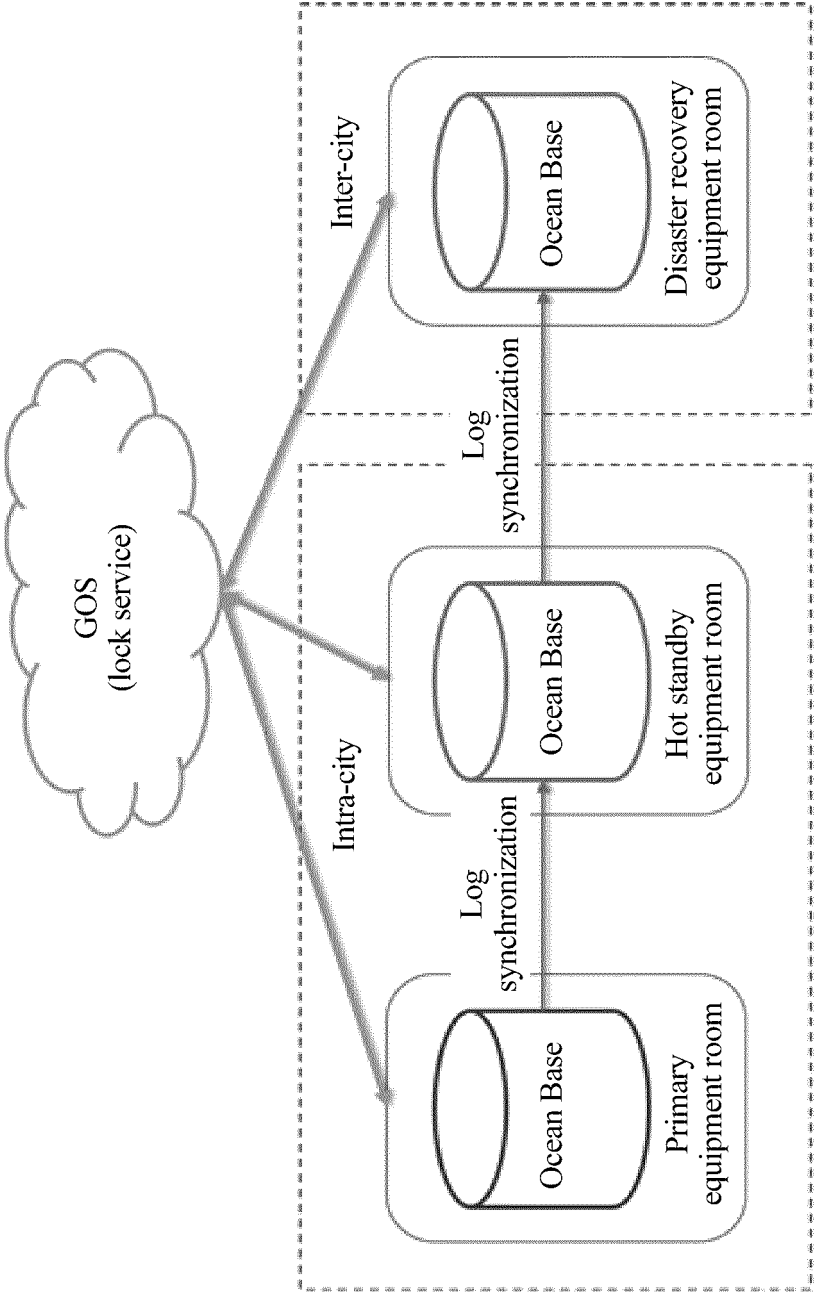 GOS
(lock service)
Intra-city
Inter-city
Log
synchronization
Log
synchronization
Ocean Base
Ocean Base
Ocean Base
Primary
equipment room
Hot standby
equipment room
Disaster recovery
equipment room